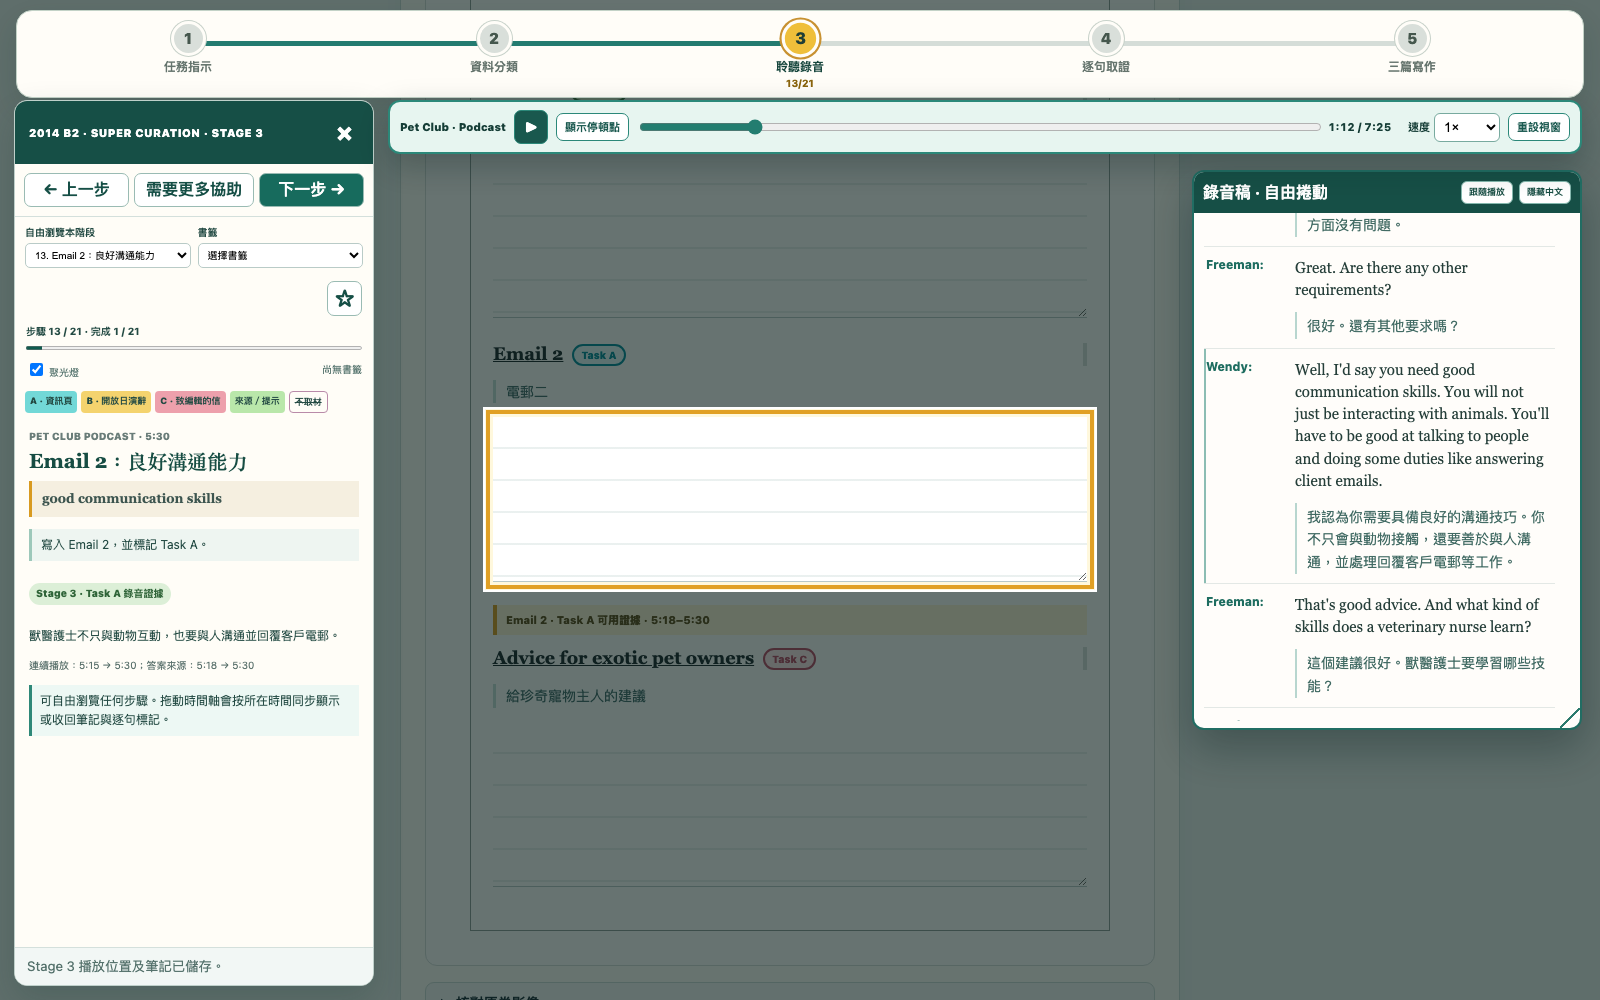 1
2
3
4
5
任務指示
資料分類
聆聽錄音
逐句取證
三篇寫作
13/21
2014 B2 · SUPER CURATION · STAGE 3
← 上一步
需要更多協助
下一步 →
自由瀏覽本階段
書籤
13. Email 2：良好溝通能力
選擇書籤
步驟 13 / 21 · 完成 1 / 21
聚光燈
尚無書籤
A · 資訊頁
B · 開放日演辭
C · 致編輯的信
來源 / 提示
不取材
PET CLUB PODCAST · 5:30
Email 2：良好溝通能力
good communication skills
寫入 Email 2，並標記 Task A。
Stage 3 · Task A 錄音證據
獸醫護士不只與動物互動，也要與人溝通並回覆客戶電郵。
連續播放：5:15 → 5:30；答案來源：5:18 → 5:30
可自由瀏覽任何步驟。拖動時間軸會按所在時間同步顯示
或收回筆記與逐句標記。
Stage 3 播放位置及筆記已儲存。
Pet Club · Podcast
顯示停頓點
1:12 / 7:25
速度
1×
重設視窗
Email 2
Task A
電郵二
Email 2 · Task A 可用證據 · 5:18–5:30
Advice for exotic pet owners
Task C
給珍奇寵物主人的建議
錄音稿 · 自由捲動
跟隨播放
隱藏中文
方面沒有問題。
Freeman:
Great. Are there any other
requirements?
很好。還有其他要求嗎？
Wendy:
Well, I'd say you need good
communication skills. You will not
just be interacting with animals. You'll
have to be good at talking to people
and doing some duties like answering
client emails.
我認為你需要具備良好的溝通技巧。你
不只會與動物接觸，還要善於與人溝
通，並處理回覆客戶電郵等工作。
Freeman:
That's good advice. And what kind of
skills does a veterinary nurse learn?
這個建議很好。獸醫護士要學習哪些技
能？